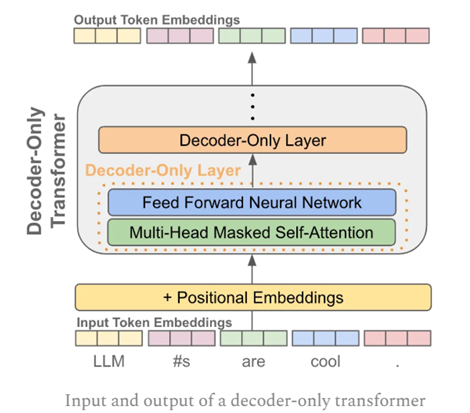 Output Token Embeddings
Decoder-Only
Transformer
Decoder-Only Layer
Decoder-Only Layer
Feed Forward Neural Network
Multi-Head Masked Self-Attention
+ Positional Embeddings
Input Token Embeddings
LLM #s are cool .
Input and output of a decoder-only transformer